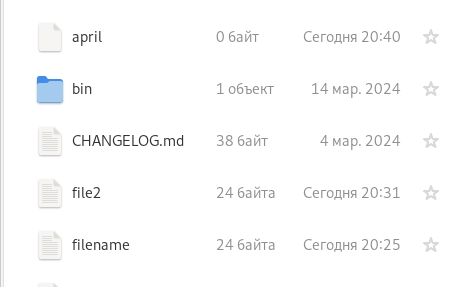 april 0 байт Сегодня 20:40
bin 1 объект 14 мар. 2024
CHANGELOG.md 38 байт 4 мар. 2024
file2 24 байта Сегодня 20:31
filename 24 байта Сегодня 20:25